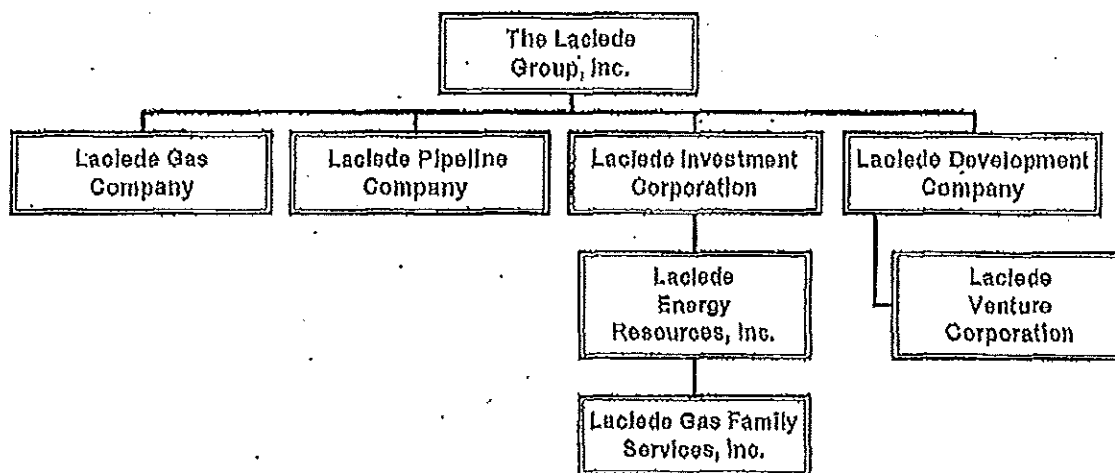 The Laclede
Group, Inc.
Laclede Gas
Company
Laclede Pipeline
Company
Laclede Investment
Corporation
Laclede Development
Company
Laclede
Energy
Resources, Inc.
Laclede
Venture
Corporation
Laclede Gas Family
Services, Inc.